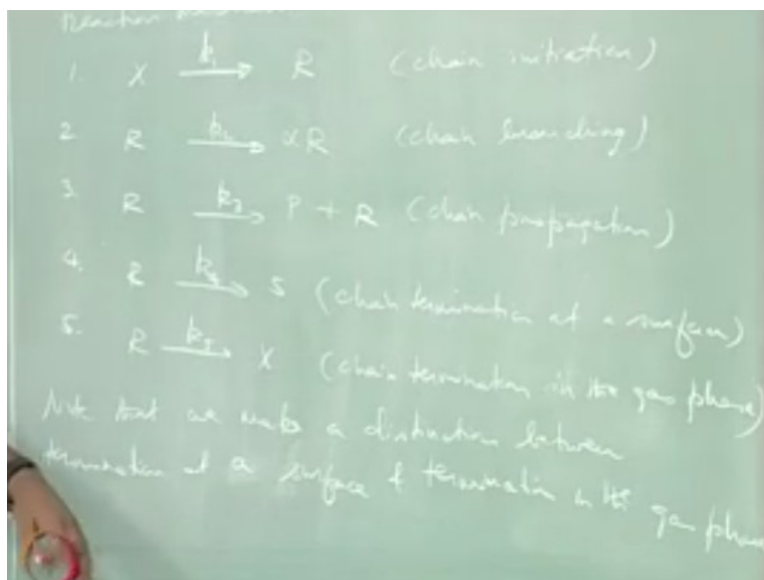 Reaction
1. X k₁→ R (chain initiation)
2 R k₂→ αR (chain branching)
3. R k₃→ P + R (chain propagation)
4. R k₄→ S (chain termination at a surface)
5. R k₅→ X (chain termination in the gas phase)
Note that we make a distinction between
termination at a surface & termination in the gas phase